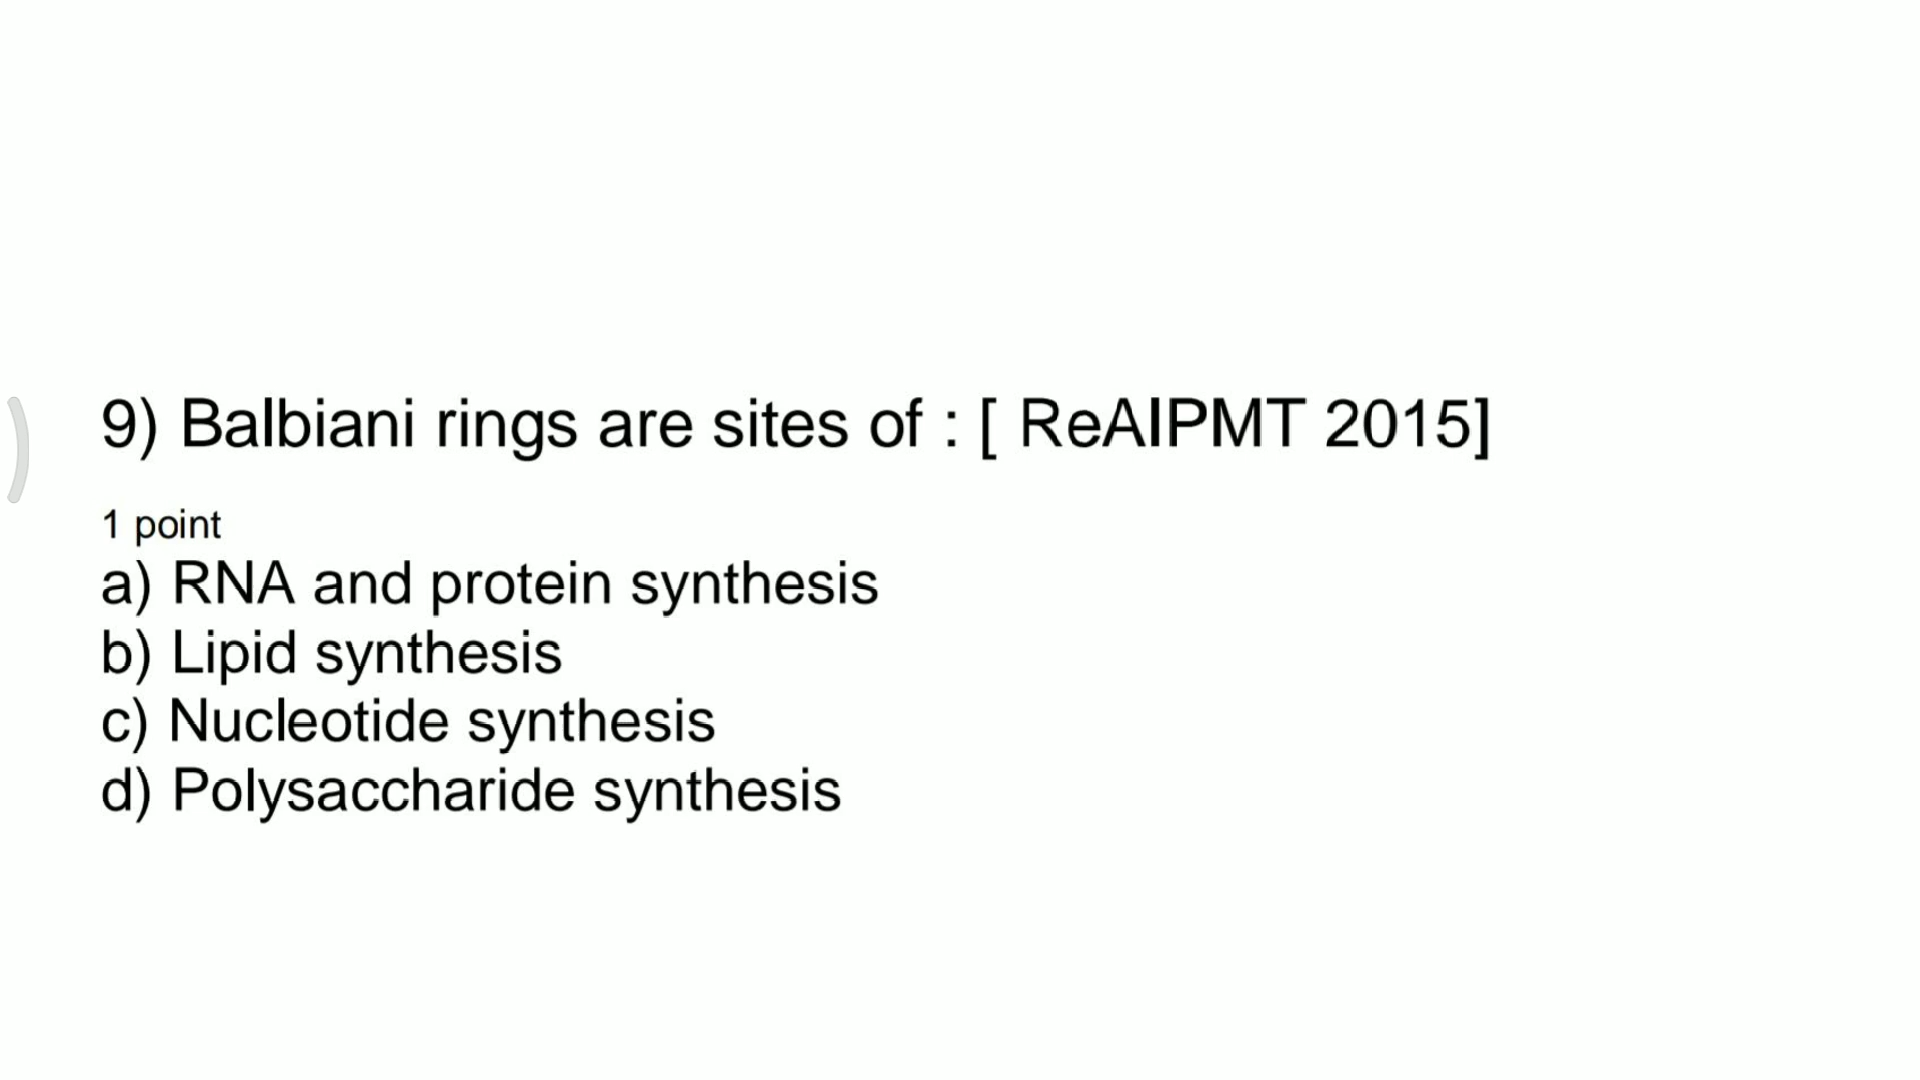 9) Balbiani rings are sites of : [ ReAIPMT 2015]
1 point
a) RNA and protein synthesis
b) Lipid synthesis
c) Nucleotide synthesis
d) Polysaccharide synthesis